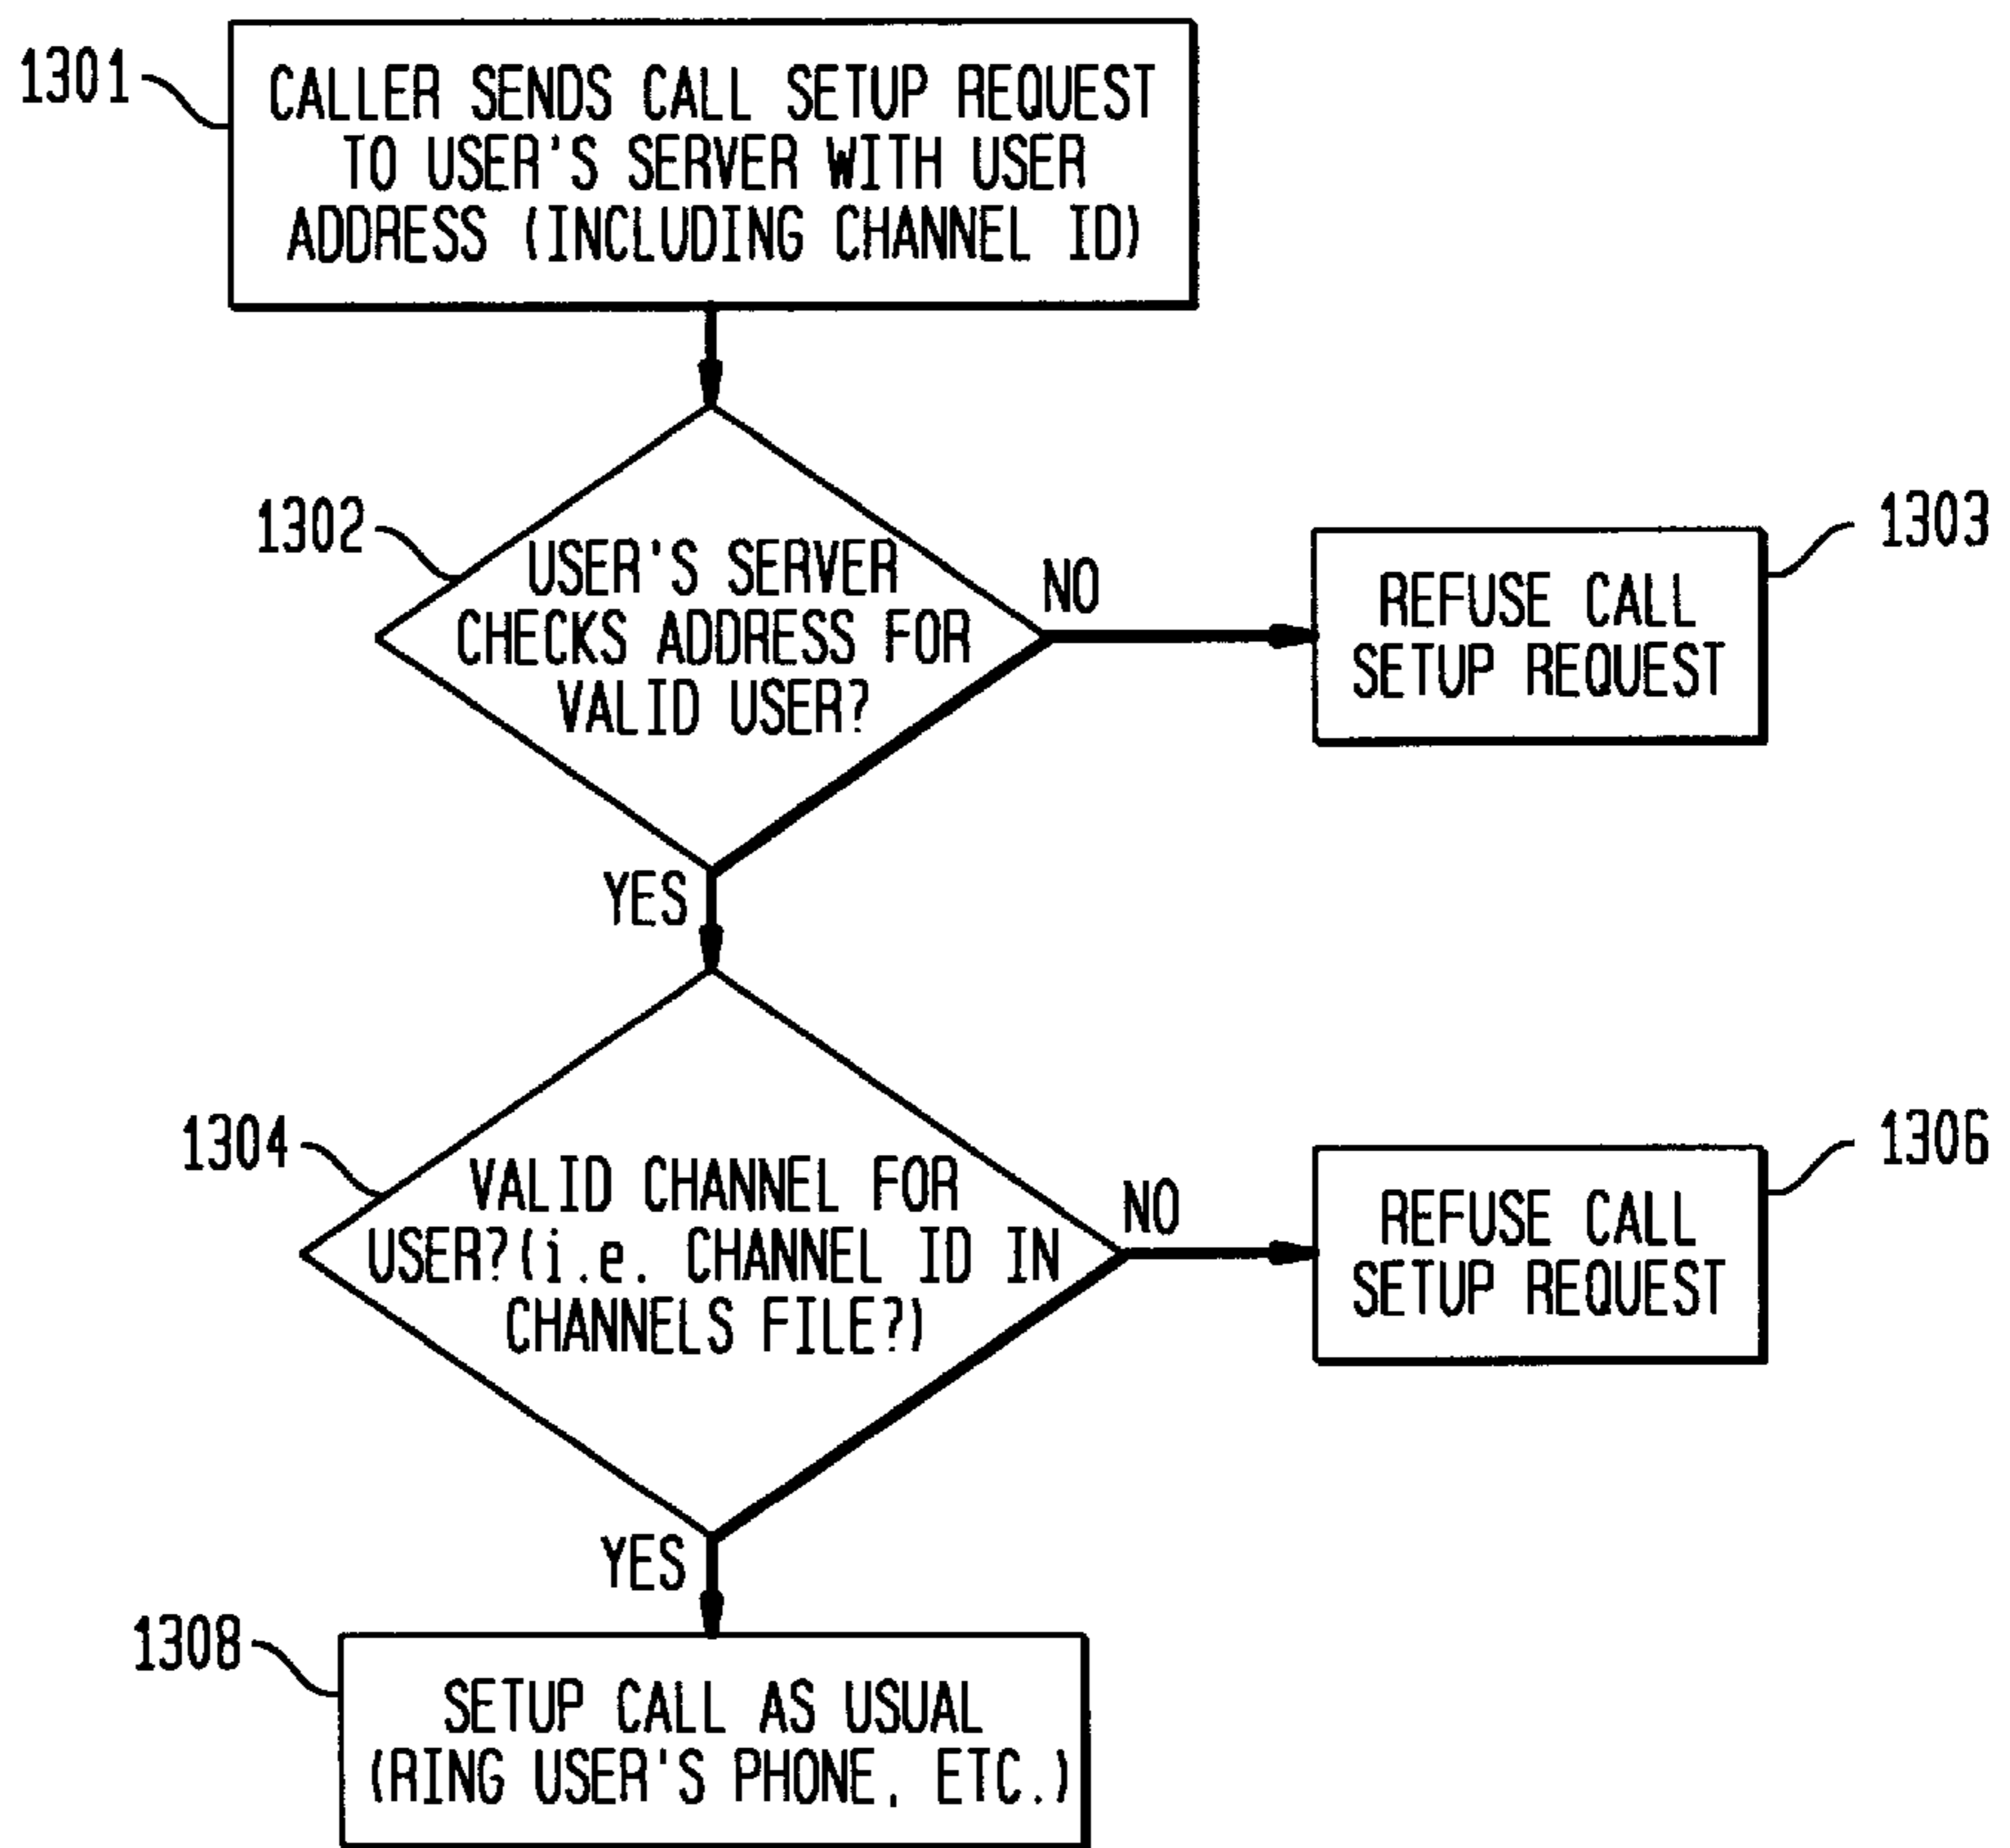 1301
CALLER SENDS CALL SETUP REQUEST
TO USER'S SERVER WITH USER
ADDRESS (INCLUDING CHANNEL ID)
1302
USER'S SERVER
CHECKS ADDRESS FOR
VALID USER?
NO
1303
REFUSE CALL
SETUP REQUEST
YES
1304
VALID CHANNEL FOR
USER?(i.e. CHANNEL ID IN
CHANNELS FILE?)
NO
1306
REFUSE CALL
SETUP REQUEST
YES
1308
SETUP CALL AS USUAL
(RING USER'S PHONE, ETC.)